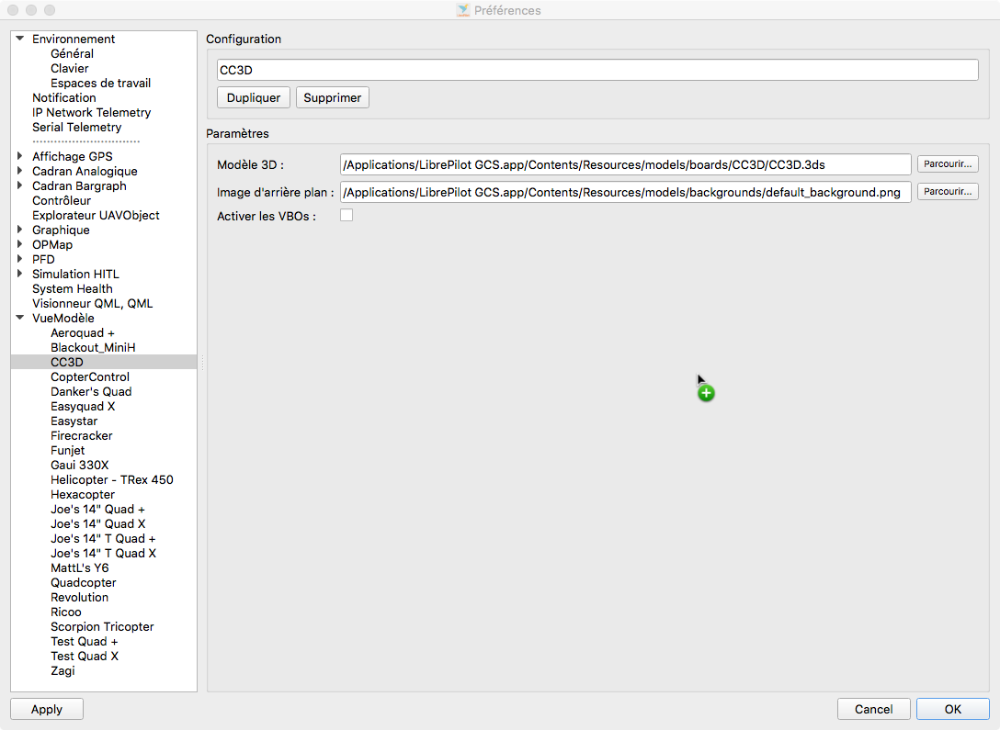 Préférences
Environnement
Général
Clavier
Espaces de travail
Notification
IP Network Telemetry
Serial Telemetry
Affichage GPS
Cadran Analogique
Cadran Bargraph
Contrôleur
Explorateur UAVObject
Graphique
OPMap
PFD
Simulation HITL
System Health
Visionneur QML, QML
VueModèle
Aeroquad +
Blackout_MiniH
CC3D
CopterControl
Danker's Quad
Easyquad X
Easystar
Firecracker
Funjet
Gaui 330X
Helicopter - TRex 450
Hexacopter
Joe's 14" Quad +
Joe's 14" Quad X
Joe's 14" T Quad +
Joe's 14" T Quad X
MattL's Y6
Quadcopter
Revolution
Ricoo
Scorpion Tricopter
Test Quad +
Test Quad X
Zagi
Configuration
CC3D
Dupliquer Supprimer
Paramètres
Modèle 3D : /Applications/LibrePilot GCS.app/Contents/Resources/models/boards/CC3D/CC3D.3ds Parcourir...
Image d'arrière plan : /Applications/LibrePilot GCS.app/Contents/Resources/models/backgrounds/default_background.png Parcourir...
Activer les VBOs :
Apply Cancel OK